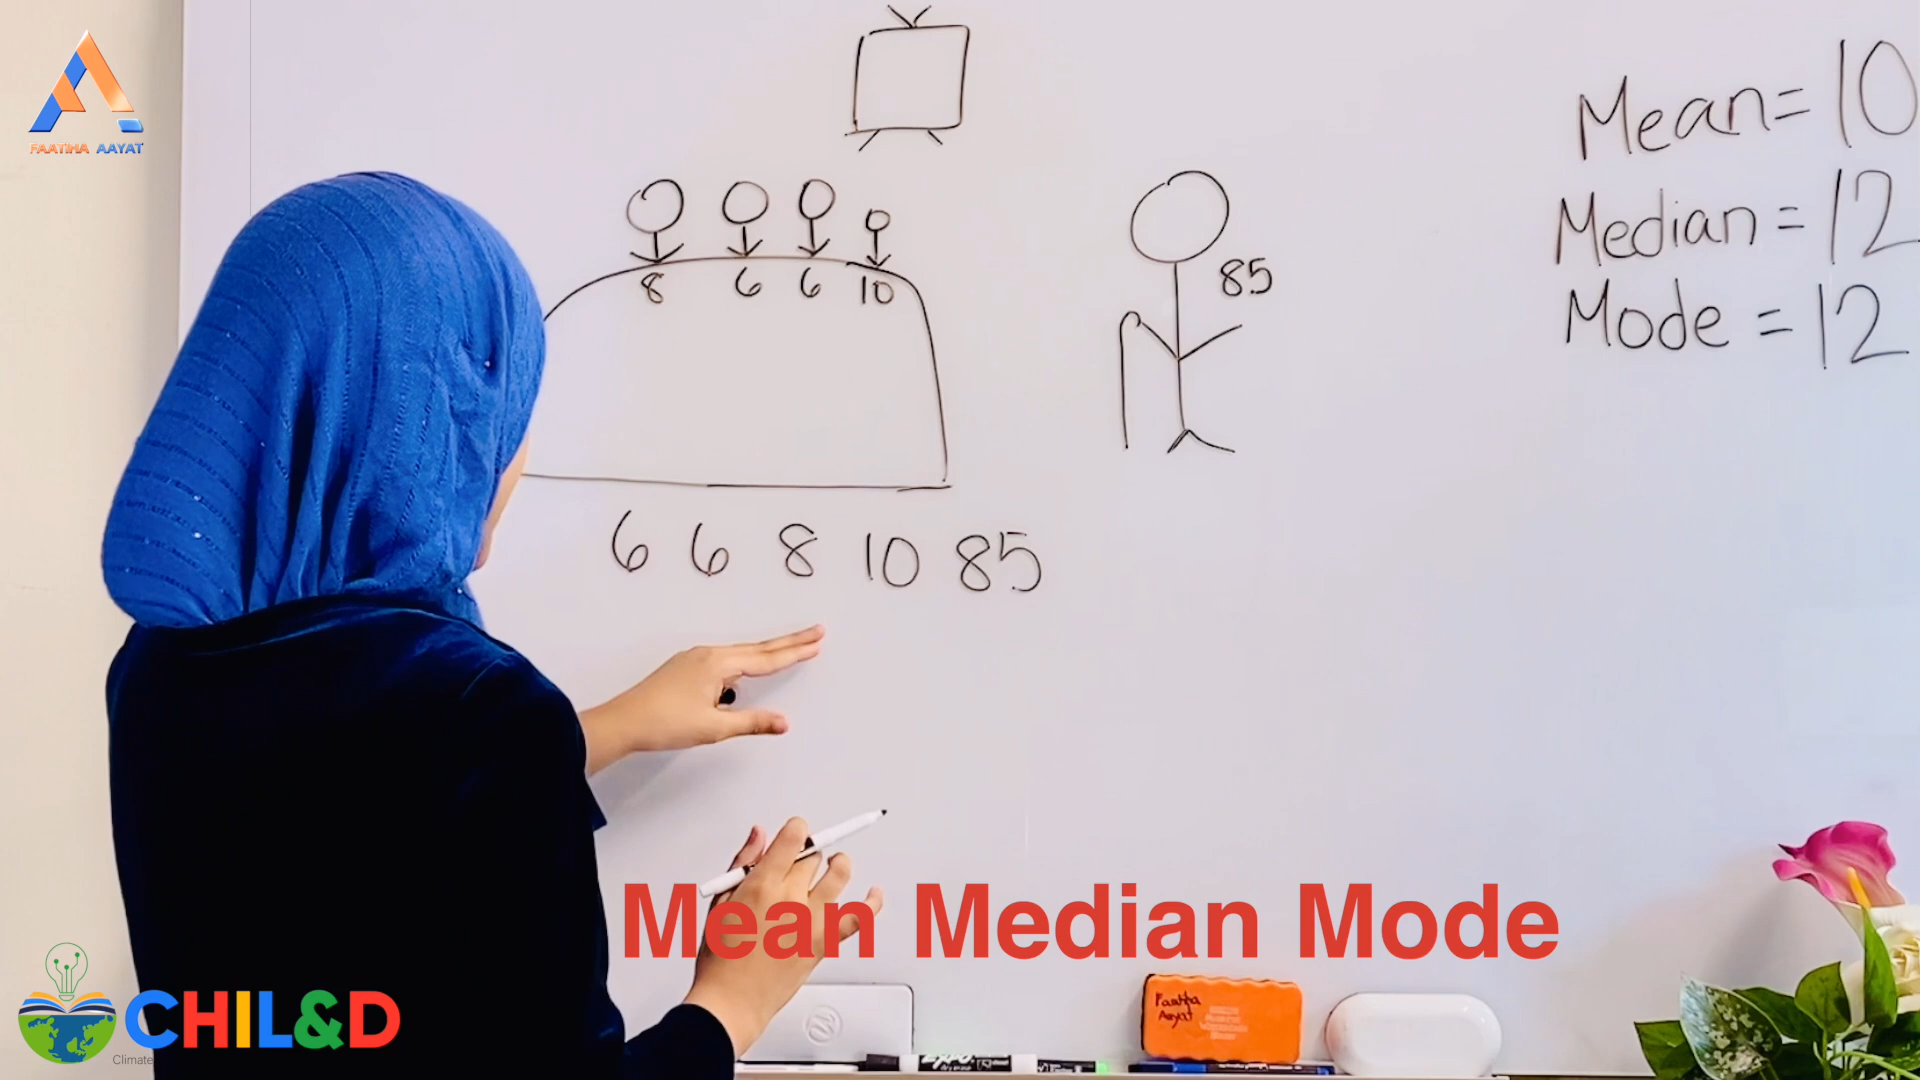 FAATIHA AAYAT
Mean = 10
Median = 12
Mode = 12
8 6 6 10
85
6 6 8 10 85
Mean Median Mode
Faatiha
Aayat
CHIL&D
Climate
EXPO